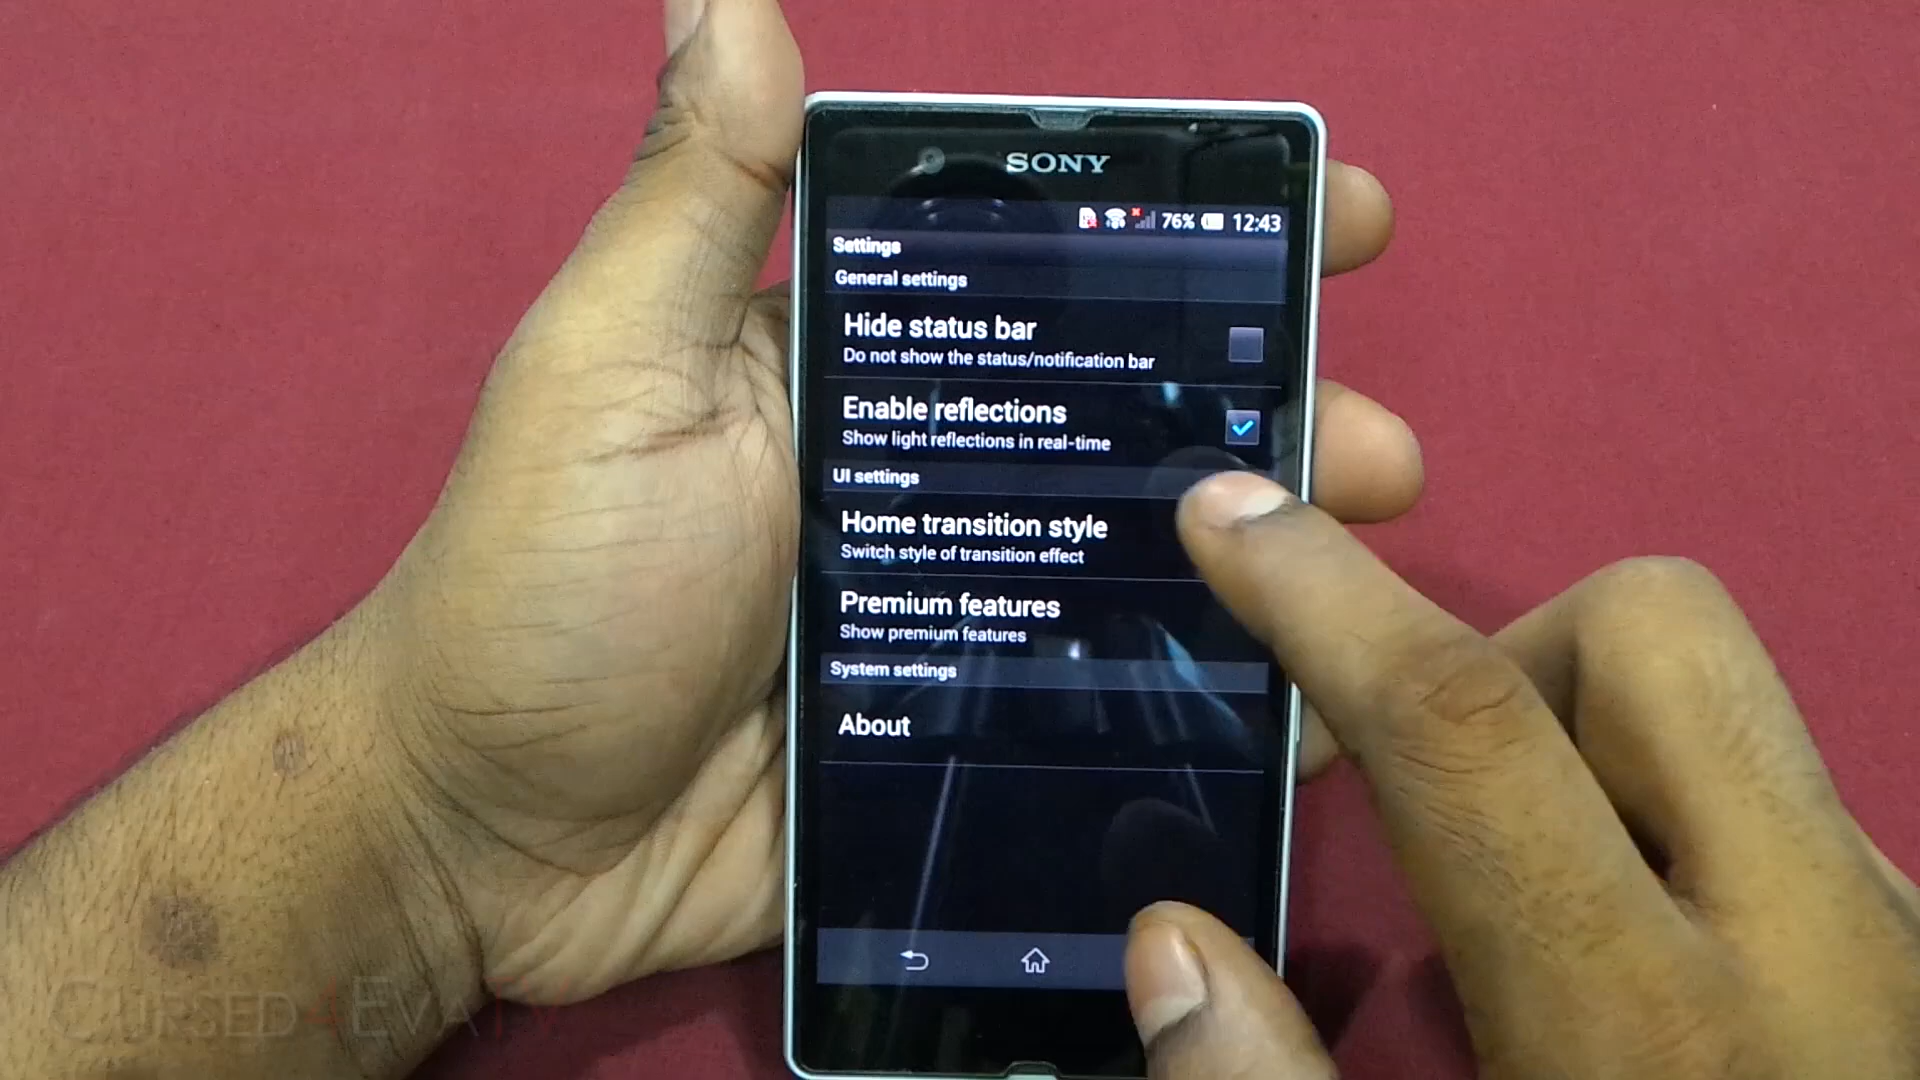 SONY
76% 12:43
Settings
General settings
Hide status bar
Do not show the status/notification bar
Enable reflections
Show light reflections in real-time
UI settings
Home transition style
Switch style of transition effect
Premium features
Show premium features
System settings
About
CURSED4EVATV